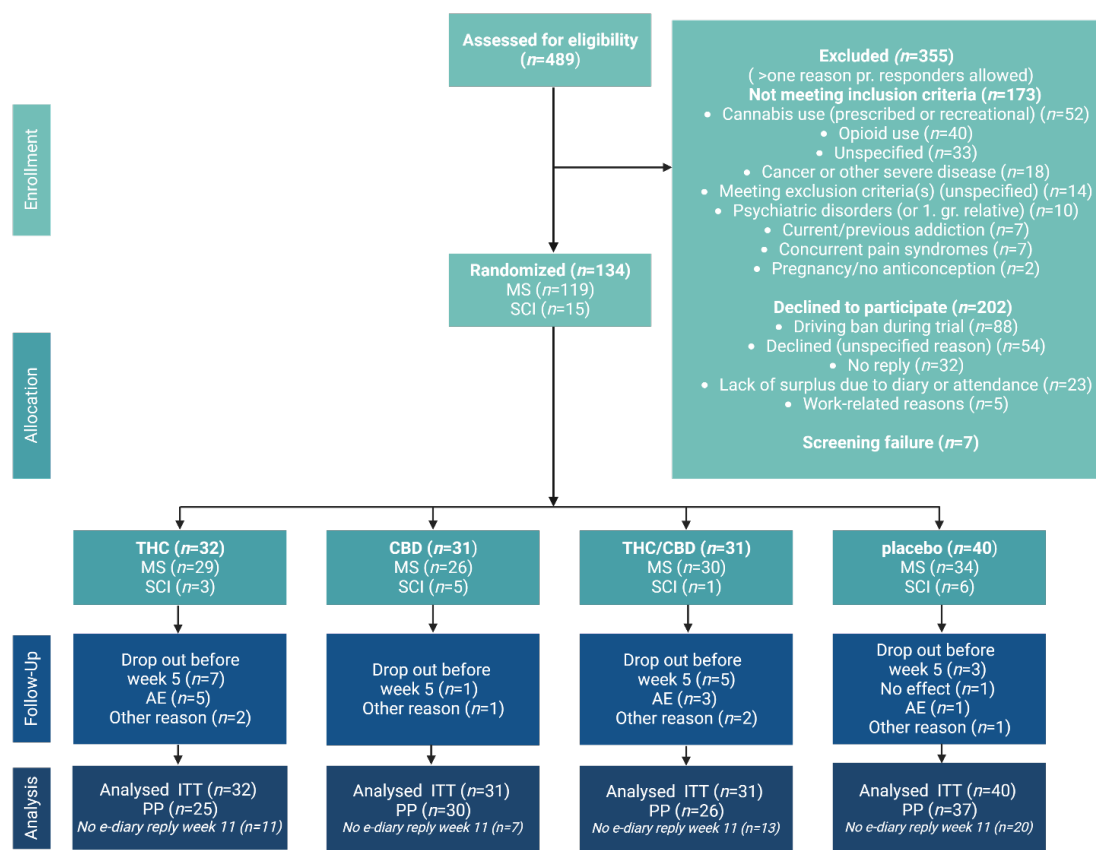 Assessed for eligibility
(n=489)
Excluded (n=355)
( >one reason pr. responders allowed)
Not meeting inclusion criteria (n=173)
• Cannabis use (prescribed or recreational) (n=52)
• Opioid use (n=40)
• Unspecified (n=33)
• Cancer or other severe disease (n=18)
• Meeting exclusion criteria(s) (unspecified) (n=14)
• Psychiatric disorders (or 1. gr. relative) (n=10)
• Current/previous addiction (n=7)
• Concurrent pain syndromes (n=7)
• Pregnancy/no anticonception (n=2)
Declined to participate (n=202)
• Driving ban during trial (n=88)
• Declined (unspecified reason) (n=54)
• No reply (n=32)
• Lack of surplus due to diary or attendance (n=23)
• Work-related reasons (n=5)
Screening failure (n=7)
Enrollment
Randomized (n=134)
MS (n=119)
SCI (n=15)
Allocation
THC (n=32)
MS (n=29)
SCI (n=3)
CBD (n=31)
MS (n=26)
SCI (n=5)
THC/CBD (n=31)
MS (n=30)
SCI (n=1)
placebo (n=40)
MS (n=34)
SCI (n=6)
Follow-Up
Drop out before
week 5 (n=7)
AE (n=5)
Other reason (n=2)
Drop out before
week 5 (n=1)
Other reason (n=1)
Drop out before
week 5 (n=5)
AE (n=3)
Other reason (n=2)
Drop out before
week 5 (n=3)
No effect (n=1)
AE (n=1)
Other reason (n=1)
Analysis
Analysed ITT (n=32)
PP (n=25)
No e-diary reply week 11 (n=11)
Analysed ITT (n=31)
PP (n=30)
No e-diary reply week 11 (n=7)
Analysed ITT (n=31)
PP (n=26)
No e-diary reply week 11 (n=13)
Analysed ITT (n=40)
PP (n=37)
No e-diary reply week 11 (n=20)